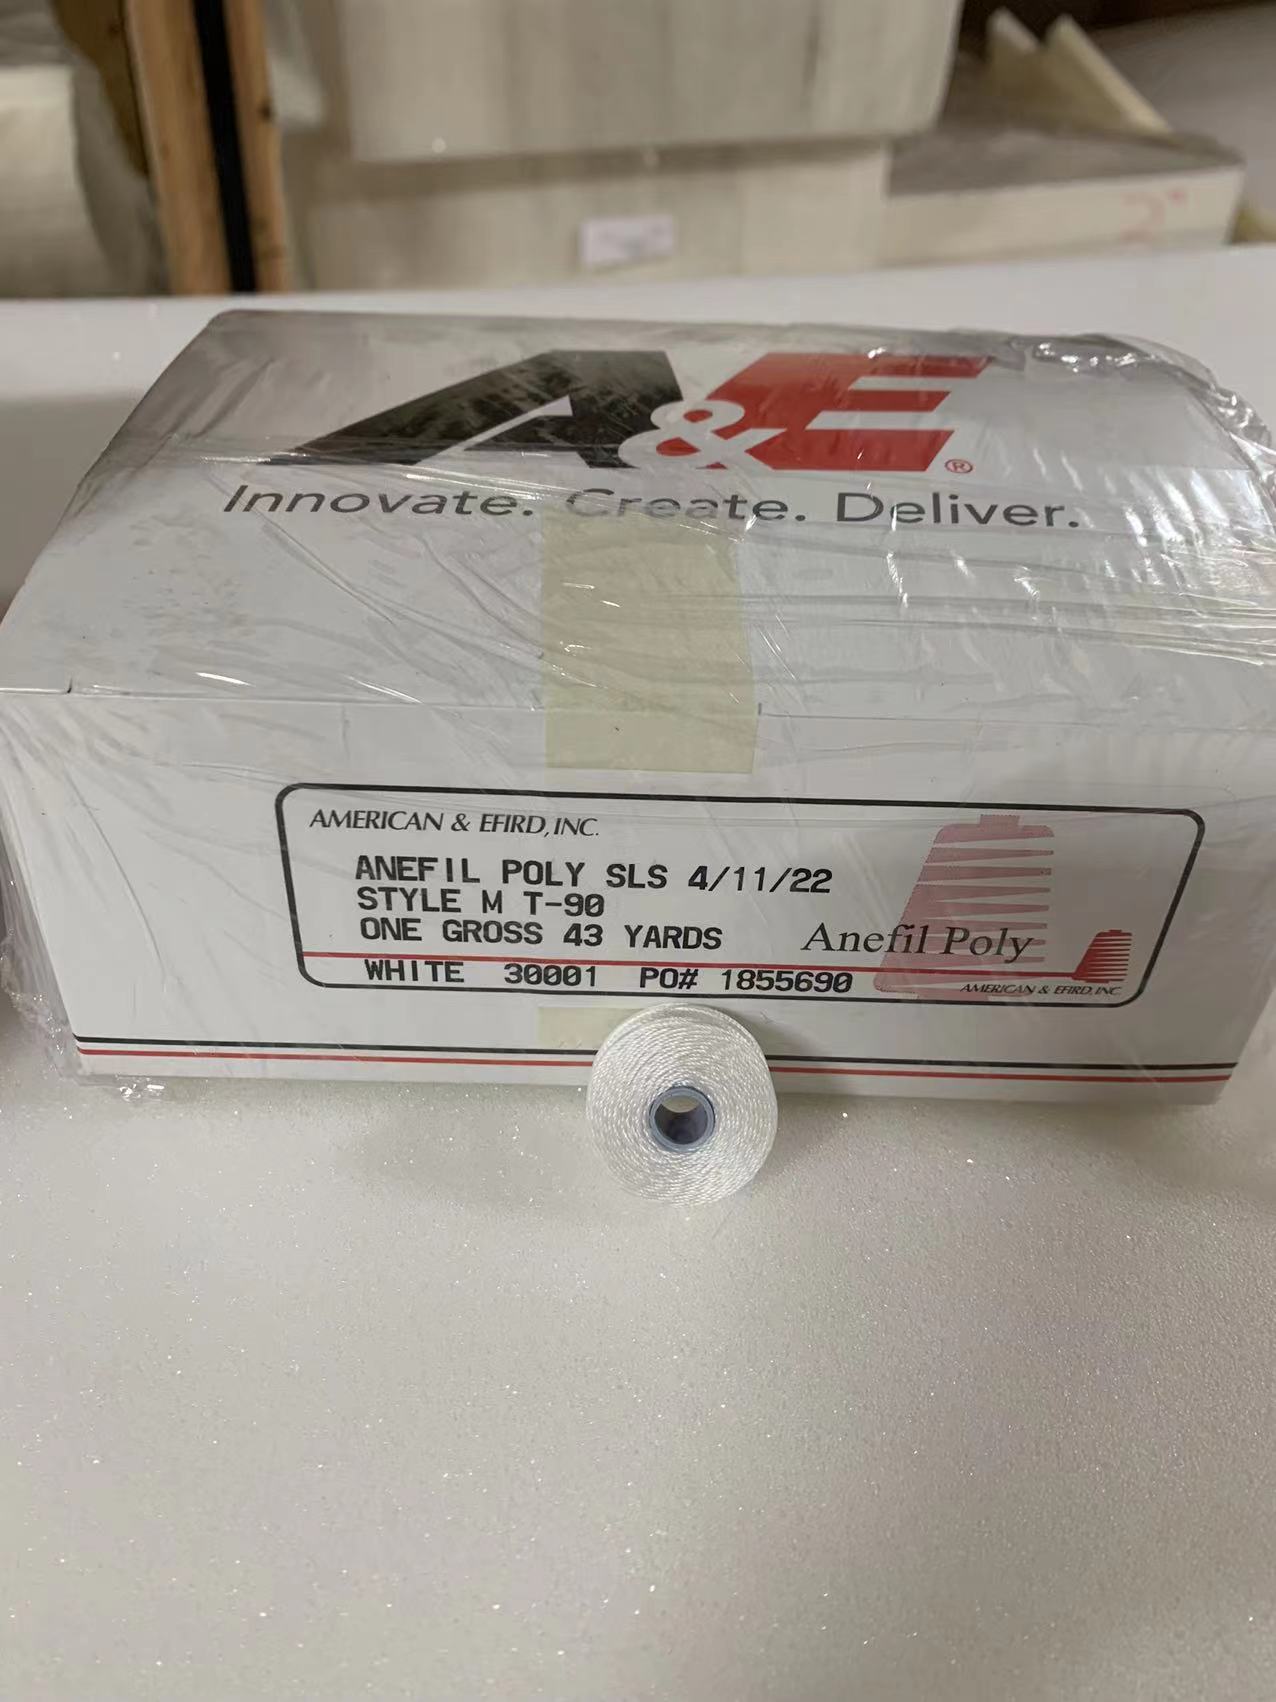 A&E®
Innovate. Create. Deliver.
AMERICAN & EFIRD, INC.
ANEFIL POLY SLS 4/11/22
STYLE M T-90
ONE GROSS 43 YARDS
Anefil Poly
WHITE 30001 PO# 1855690
AMERICAN & EFIRD, INC.